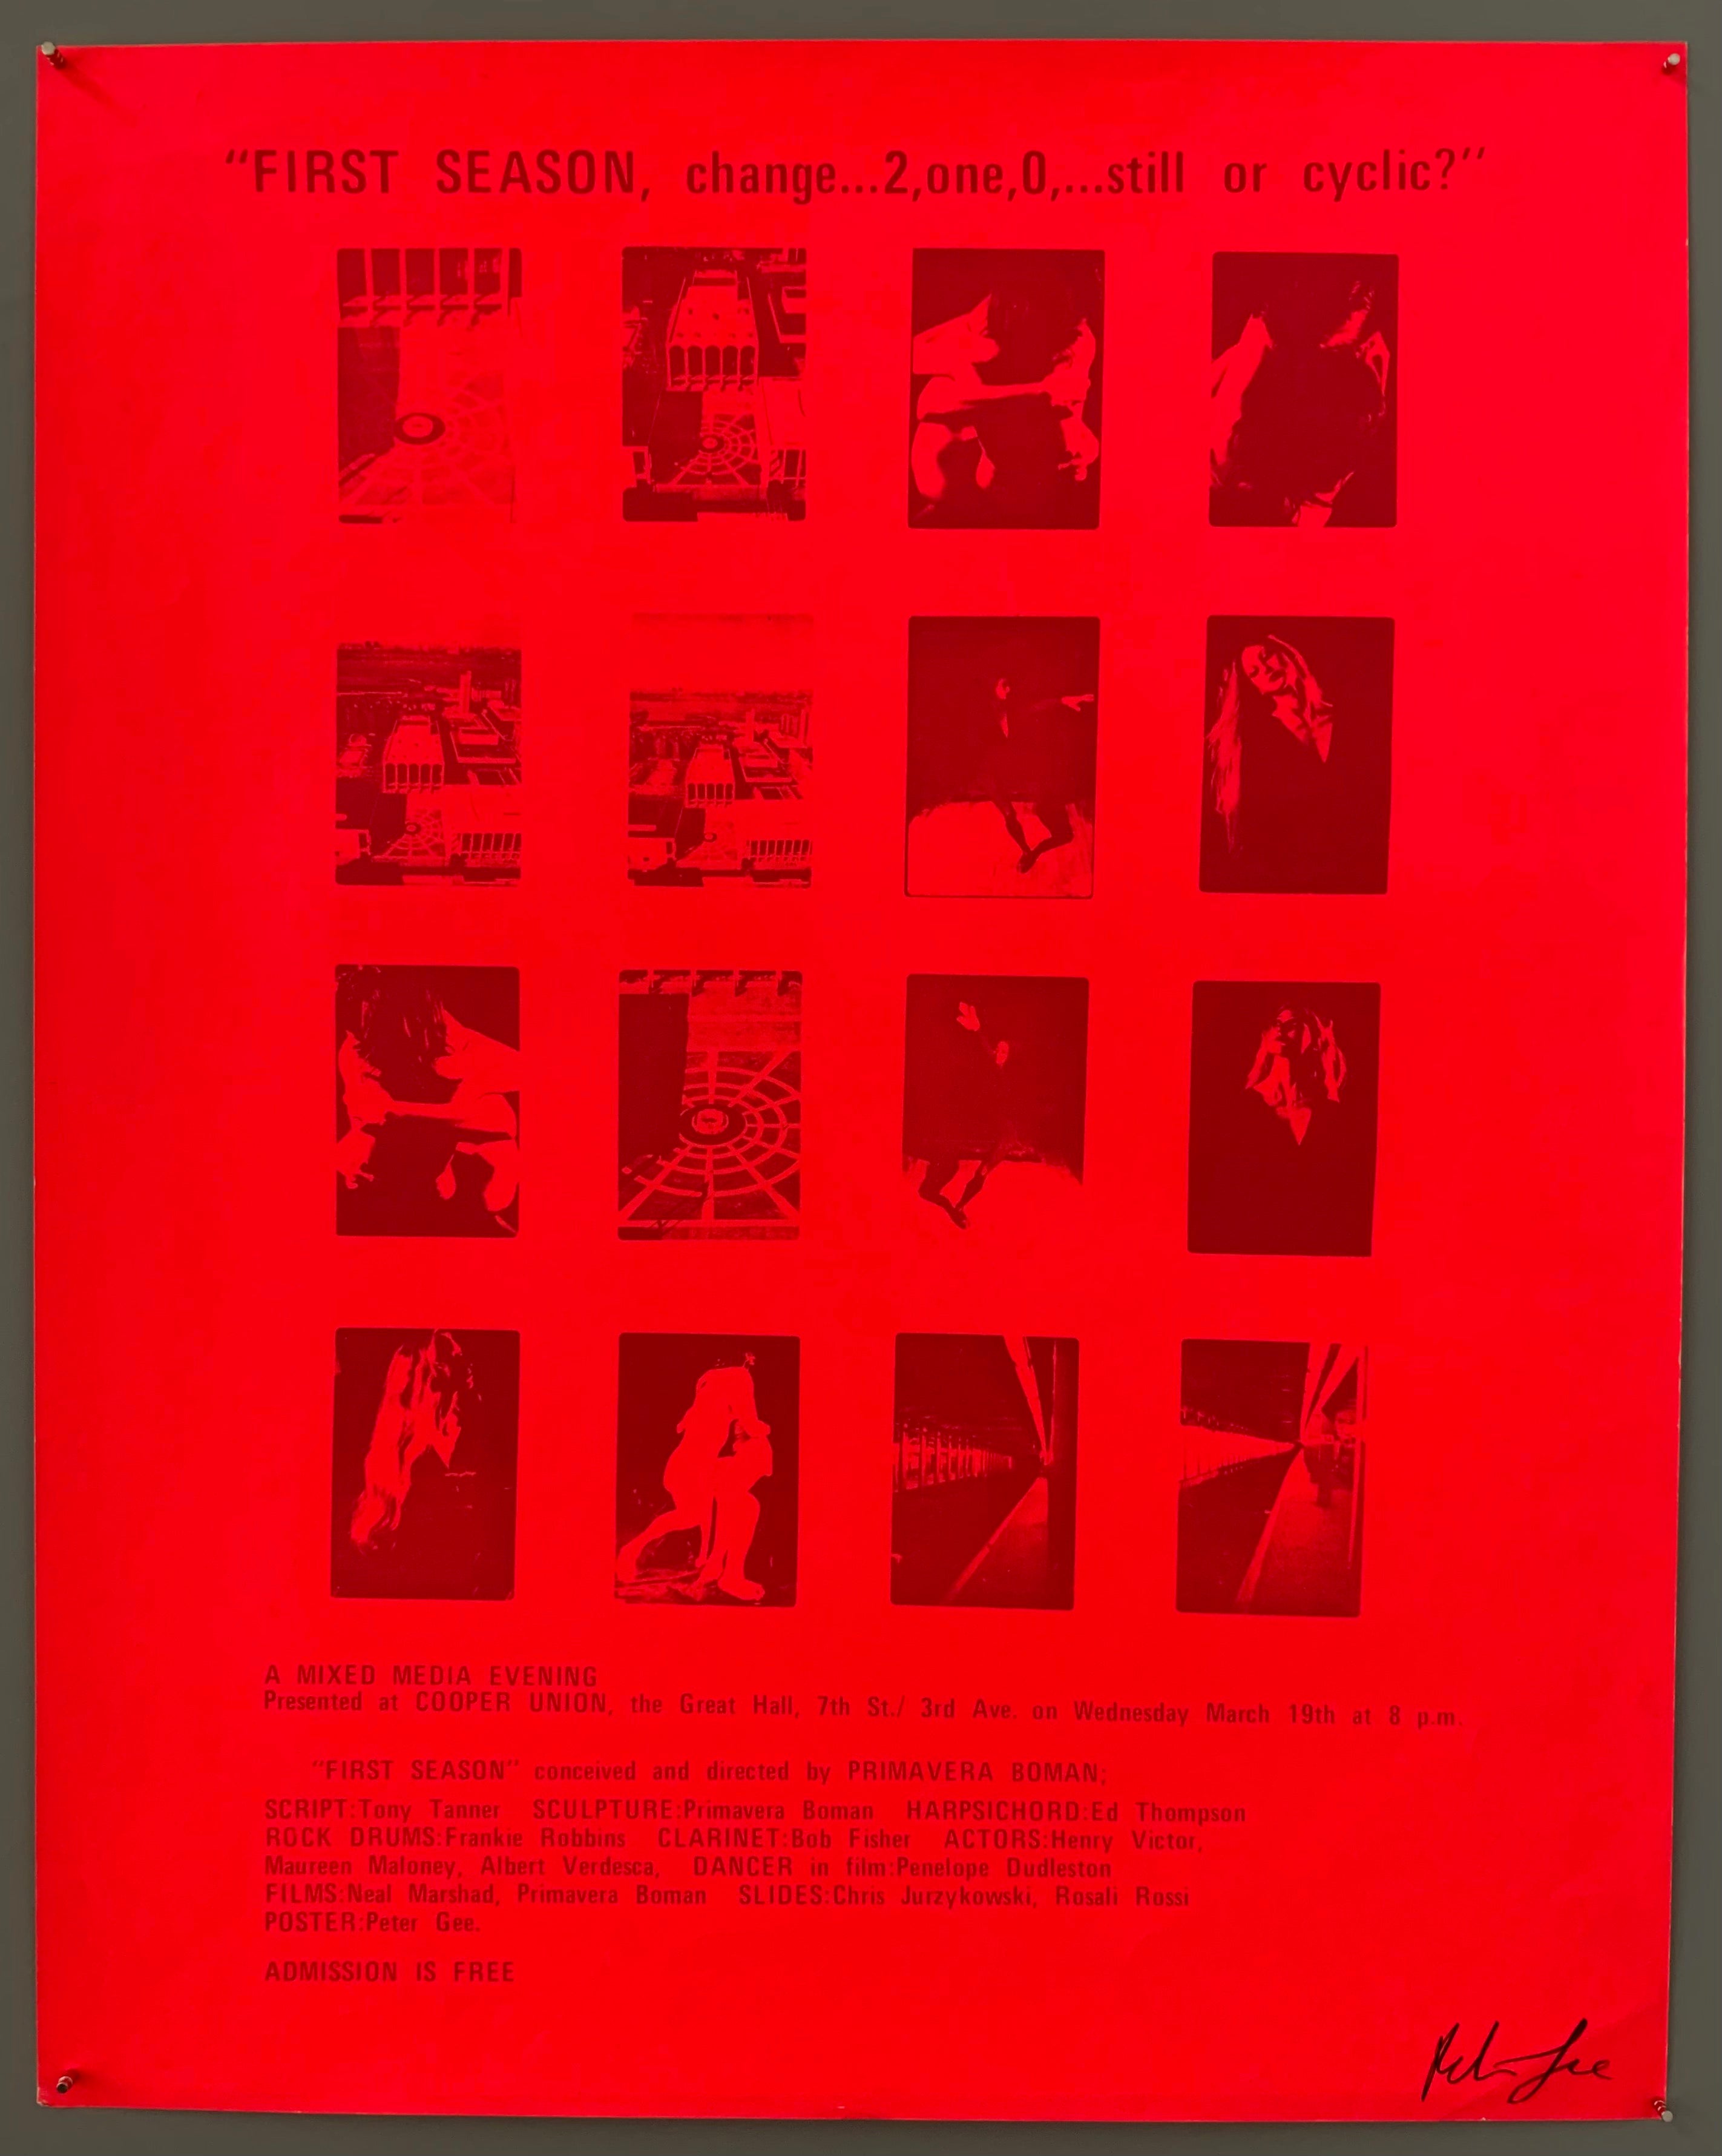 “FIRST SEASON, change...2,one,0,...still or cyclic?”
A MIXED MEDIA EVENING
Presented at COOPER UNION, the Great Hall, 7th St./ 3rd Ave. on Wednesday March 19th at 8 p.m.
“FIRST SEASON” conceived and directed by PRIMAVERA BOMAN;
SCRIPT:Tony Tanner SCULPTURE:Primavera Boman HARPSICHORD:Ed Thompson
ROCK DRUMS:Frankie Robbins CLARINET:Bob Fisher ACTORS:Henry Victor,
Maureen Maloney, Albert Verdesca, DANCER in film:Penelope Dudleston
FILMS:Neal Marshad, Primavera Boman SLIDES:Chris Jurzykowski, Rosali Rossi
POSTER:Peter Gee.
ADMISSION IS FREE
Peter Gee